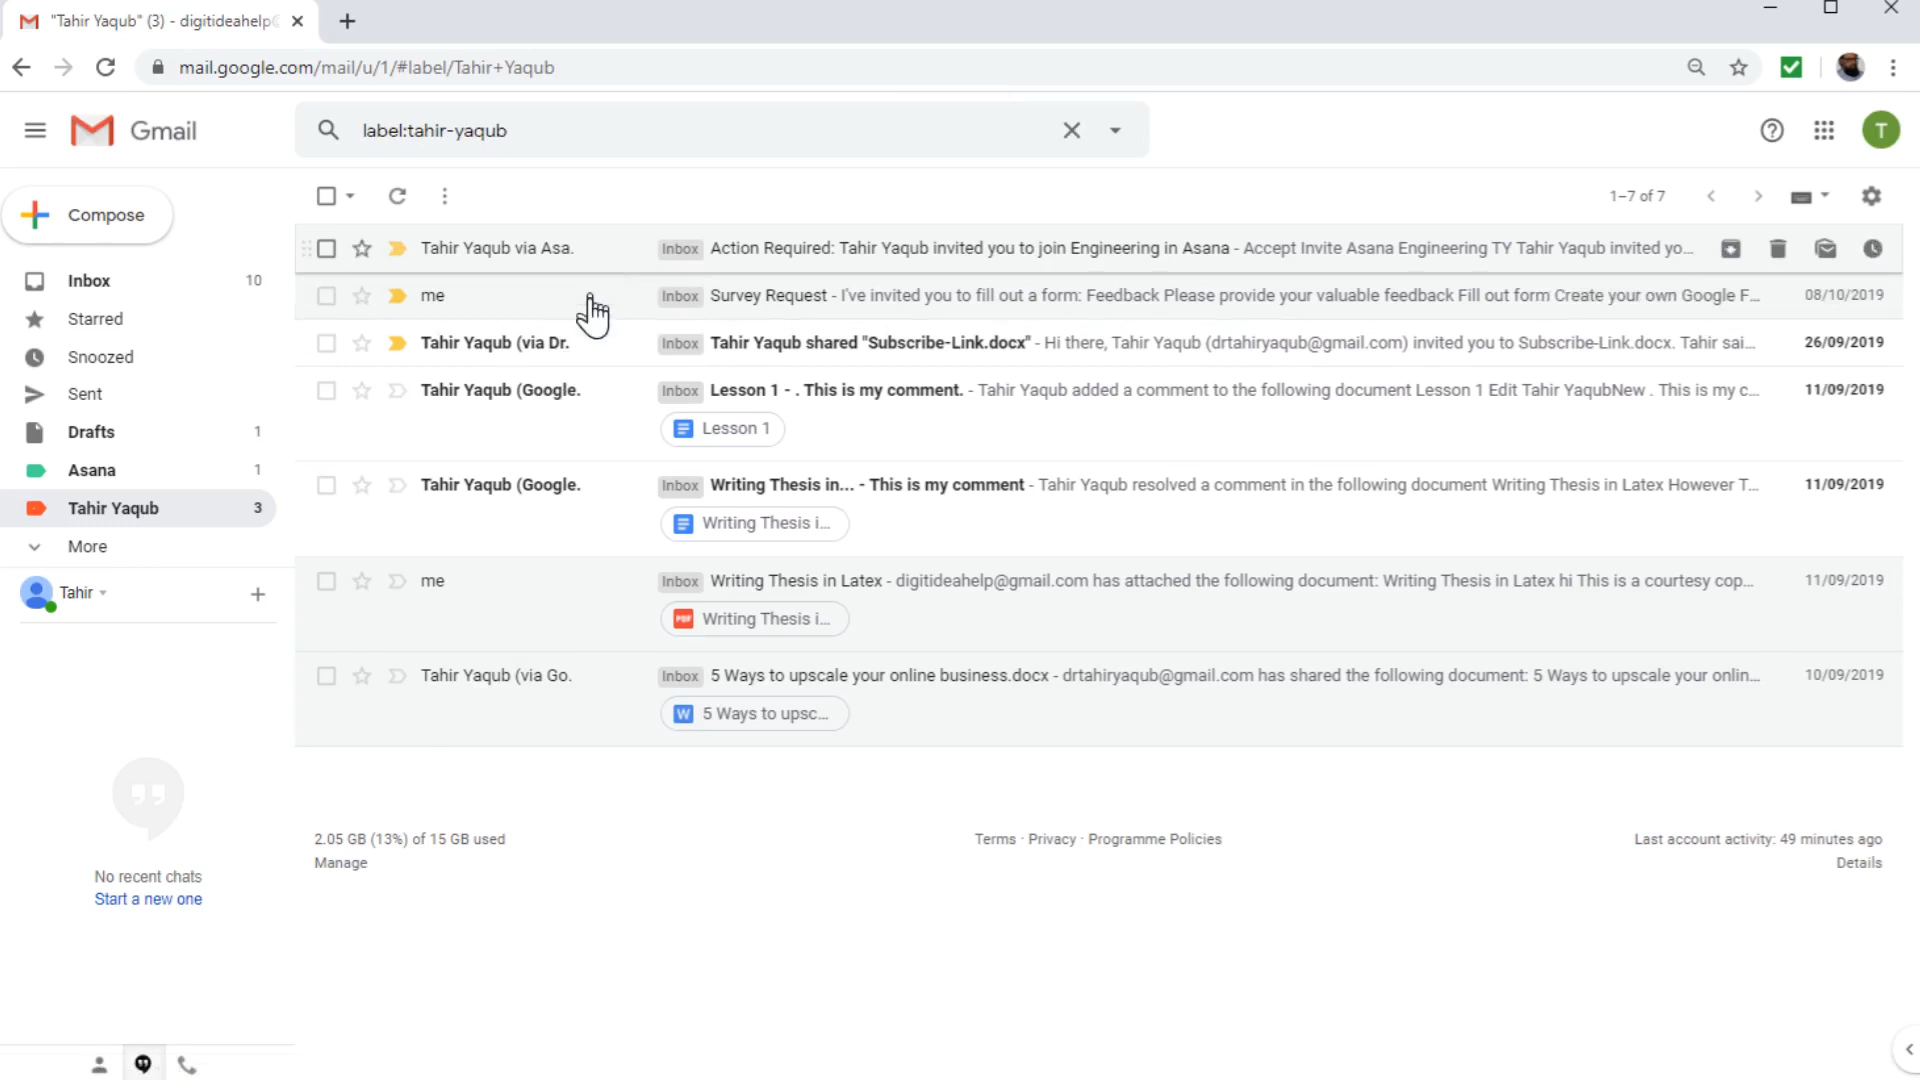 "Tahir Yaqub" (3) - digitideahelp@
mail.google.com/mail/u/1/#label/Tahir+Yaqub
Gmail
label:tahir-yaqub
T
Compose
1–7 of 7
Inbox 10
Starred
Snoozed
Sent
Drafts 1
Asana 1
Tahir Yaqub 3
More
Tahir
Tahir Yaqub via Asa. Inbox Action Required: Tahir Yaqub invited you to join Engineering in Asana - Accept Invite Asana Engineering TY Tahir Yaqub invited yo...
me Inbox Survey Request - I've invited you to fill out a form: Feedback Please provide your valuable feedback Fill out form Create your own Google F... 08/10/2019
Tahir Yaqub (via Dr. Inbox Tahir Yaqub shared "Subscribe-Link.docx" - Hi there, Tahir Yaqub (drtahiryaqub@gmail.com) invited you to Subscribe-Link.docx. Tahir sai... 26/09/2019
Tahir Yaqub (Google. Inbox Lesson 1 - . This is my comment. - Tahir Yaqub added a comment to the following document Lesson 1 Edit Tahir YaqubNew . This is my c... 11/09/2019
Lesson 1
Tahir Yaqub (Google. Inbox Writing Thesis in... - This is my comment - Tahir Yaqub resolved a comment in the following document Writing Thesis in Latex However T... 11/09/2019
Writing Thesis i...
me Inbox Writing Thesis in Latex - digitideahelp@gmail.com has attached the following document: Writing Thesis in Latex hi This is a courtesy cop... 11/09/2019
PDF Writing Thesis i...
Tahir Yaqub (via Go. Inbox 5 Ways to upscale your online business.docx - drtahiryaqub@gmail.com has shared the following document: 5 Ways to upscale your onlin... 10/09/2019
W 5 Ways to upsc...
No recent chats
Start a new one
2.05 GB (13%) of 15 GB used
Manage
Terms · Privacy · Programme Policies
Last account activity: 49 minutes ago
Details